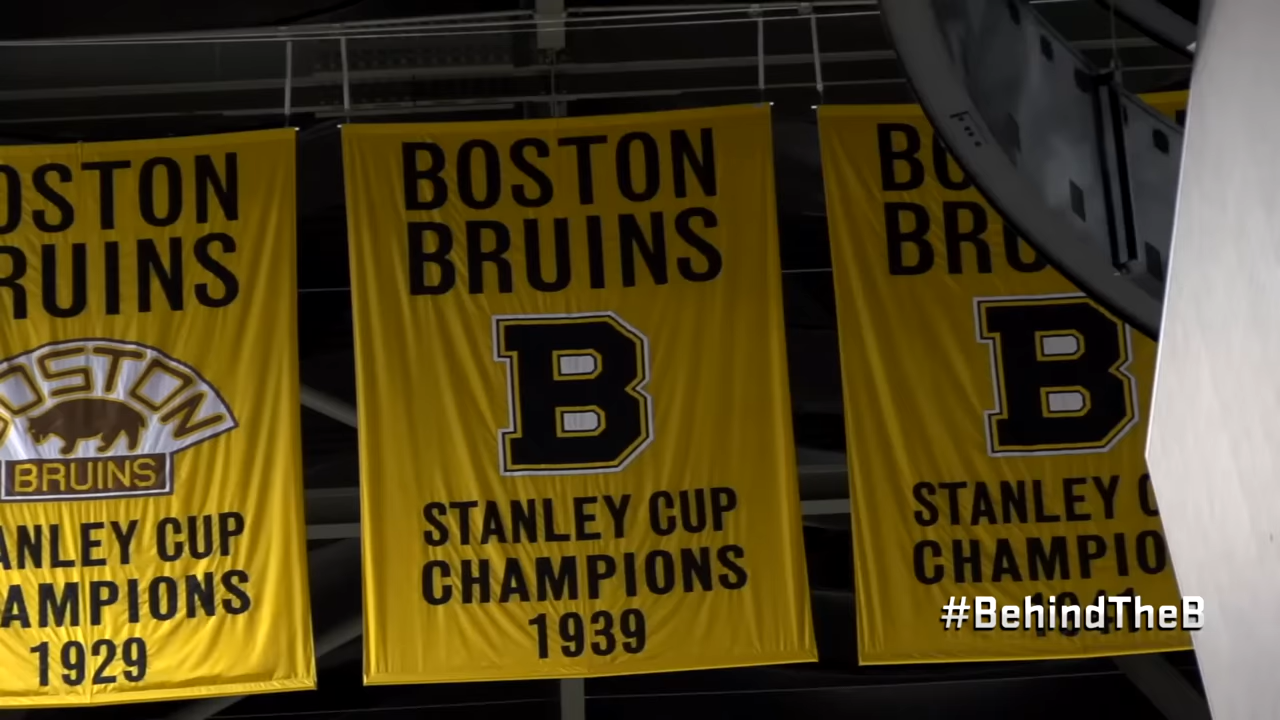 OSTON
RUINS
BOSTON
BRUINS
ANLEY CUP
AMPIONS
1929
BOSTON
BRUINS
B
STANLEY CUP
CHAMPIONS
1939
BO
BRU
B
STANLEY C
CHAMPIO
1941
#BehindTheB